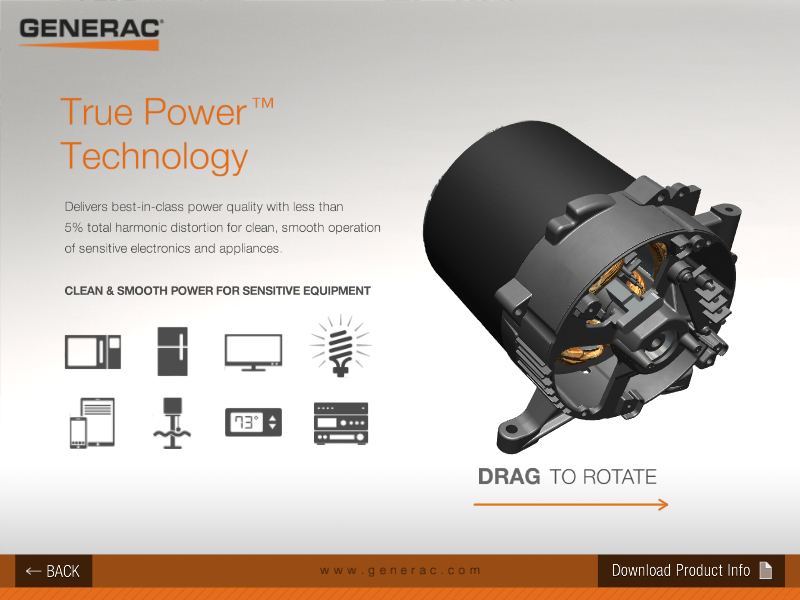 GENERAC®
True Power™
Technology
Delivers best-in-class power quality with less than
5% total harmonic distortion for clean, smooth operation
of sensitive electronics and appliances.
CLEAN & SMOOTH POWER FOR SENSITIVE EQUIPMENT
73°
DRAG TO ROTATE
← BACK
www.generac.com
Download Product Info